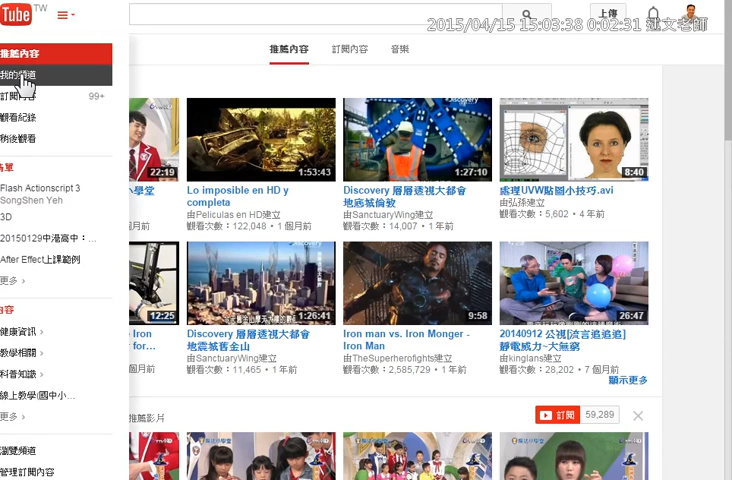 Tube TW
上傳
2015/04/15 15:03:38 0:02:31
老師
推薦內容
訂閱內容
音樂
推薦內容
我的頻道
訂閱內容
99+
觀看紀錄
稍後觀看
Flash Actionscript 3
SongShen Yeh
3D
20150129中港高中：...
After Effect上課範例
更多 ›
健康資訊 ›
教學相關 ›
科普知識 ›
線上教學(國中小...
更多 ›
瀏覽頻道
管理訂閱內容
22:19
小學堂
個月前
1:53:43
Lo imposible en HD y
completa
由Peliculas en HD建立
觀看次數：122,048 • 1 個月前
Discovery
1:27:10
Discovery 層層透視大都會
地底城倫敦
由SanctuaryWing建立
觀看次數：14,007 • 1 年前
8:40
處理UVW貼圖小技巧.avi
由弘孫建立
觀看次數：5,602 • 4 年前
12:25
Iron
for...
個月前
1:26:41
Discovery 層層透視大都會
地震城舊金山
由SanctuaryWing建立
觀看次數：11,465 • 1 年前
9:58
Iron man vs. Iron Monger -
Iron Man
由TheSuperherofights建立
觀看次數：2,585,729 • 1 年前
26:47
20140912 公視[流言追追追]
靜電威力~大無窮
由kinglans建立
觀看次數：28,202 • 7 個月前
顯示更多
推薦影片
訂閱
59,289